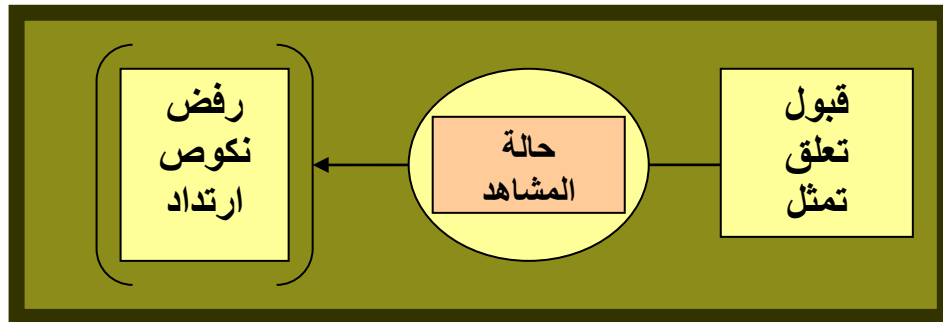 قبول
تعلق
تمثل
حالة
المشاهد
رفض
نكوص
ارتداد